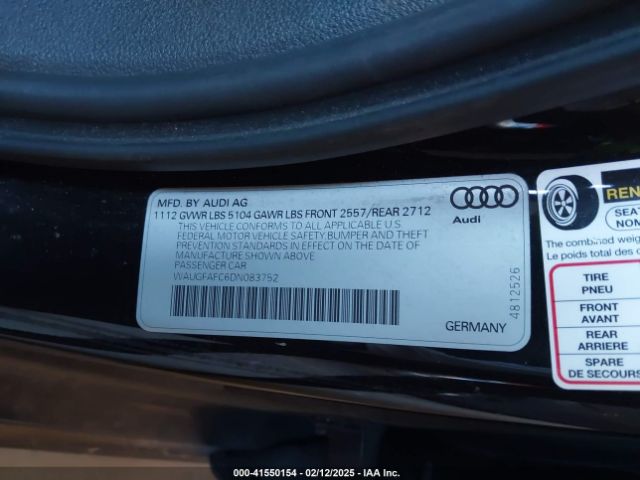 MFD. BY AUDI AG
1112 GVWR LBS 5104 GAWR LBS FRONT 2557/REAR 2712
THIS VEHICLE CONFORMS TO ALL APPLICABLE U.S
FEDERAL MOTOR VEHICLE SAFETY,BUMPER AND THEFT
PREVENTION STANDARDS IN EFFECT ON THE DATE OF
MANUFACTURE SHOWN ABOVE
PASSENGER CAR
WAUGFAFC6DN083752
Audi
4812526
GERMANY
The combined
Le poids total des
TIRE
PNEU
FRONT
AVANT
REAR
ARRIERE
SPARE
DE SECOURS
000-41550154 - 02/12/2025 - IAA Inc.